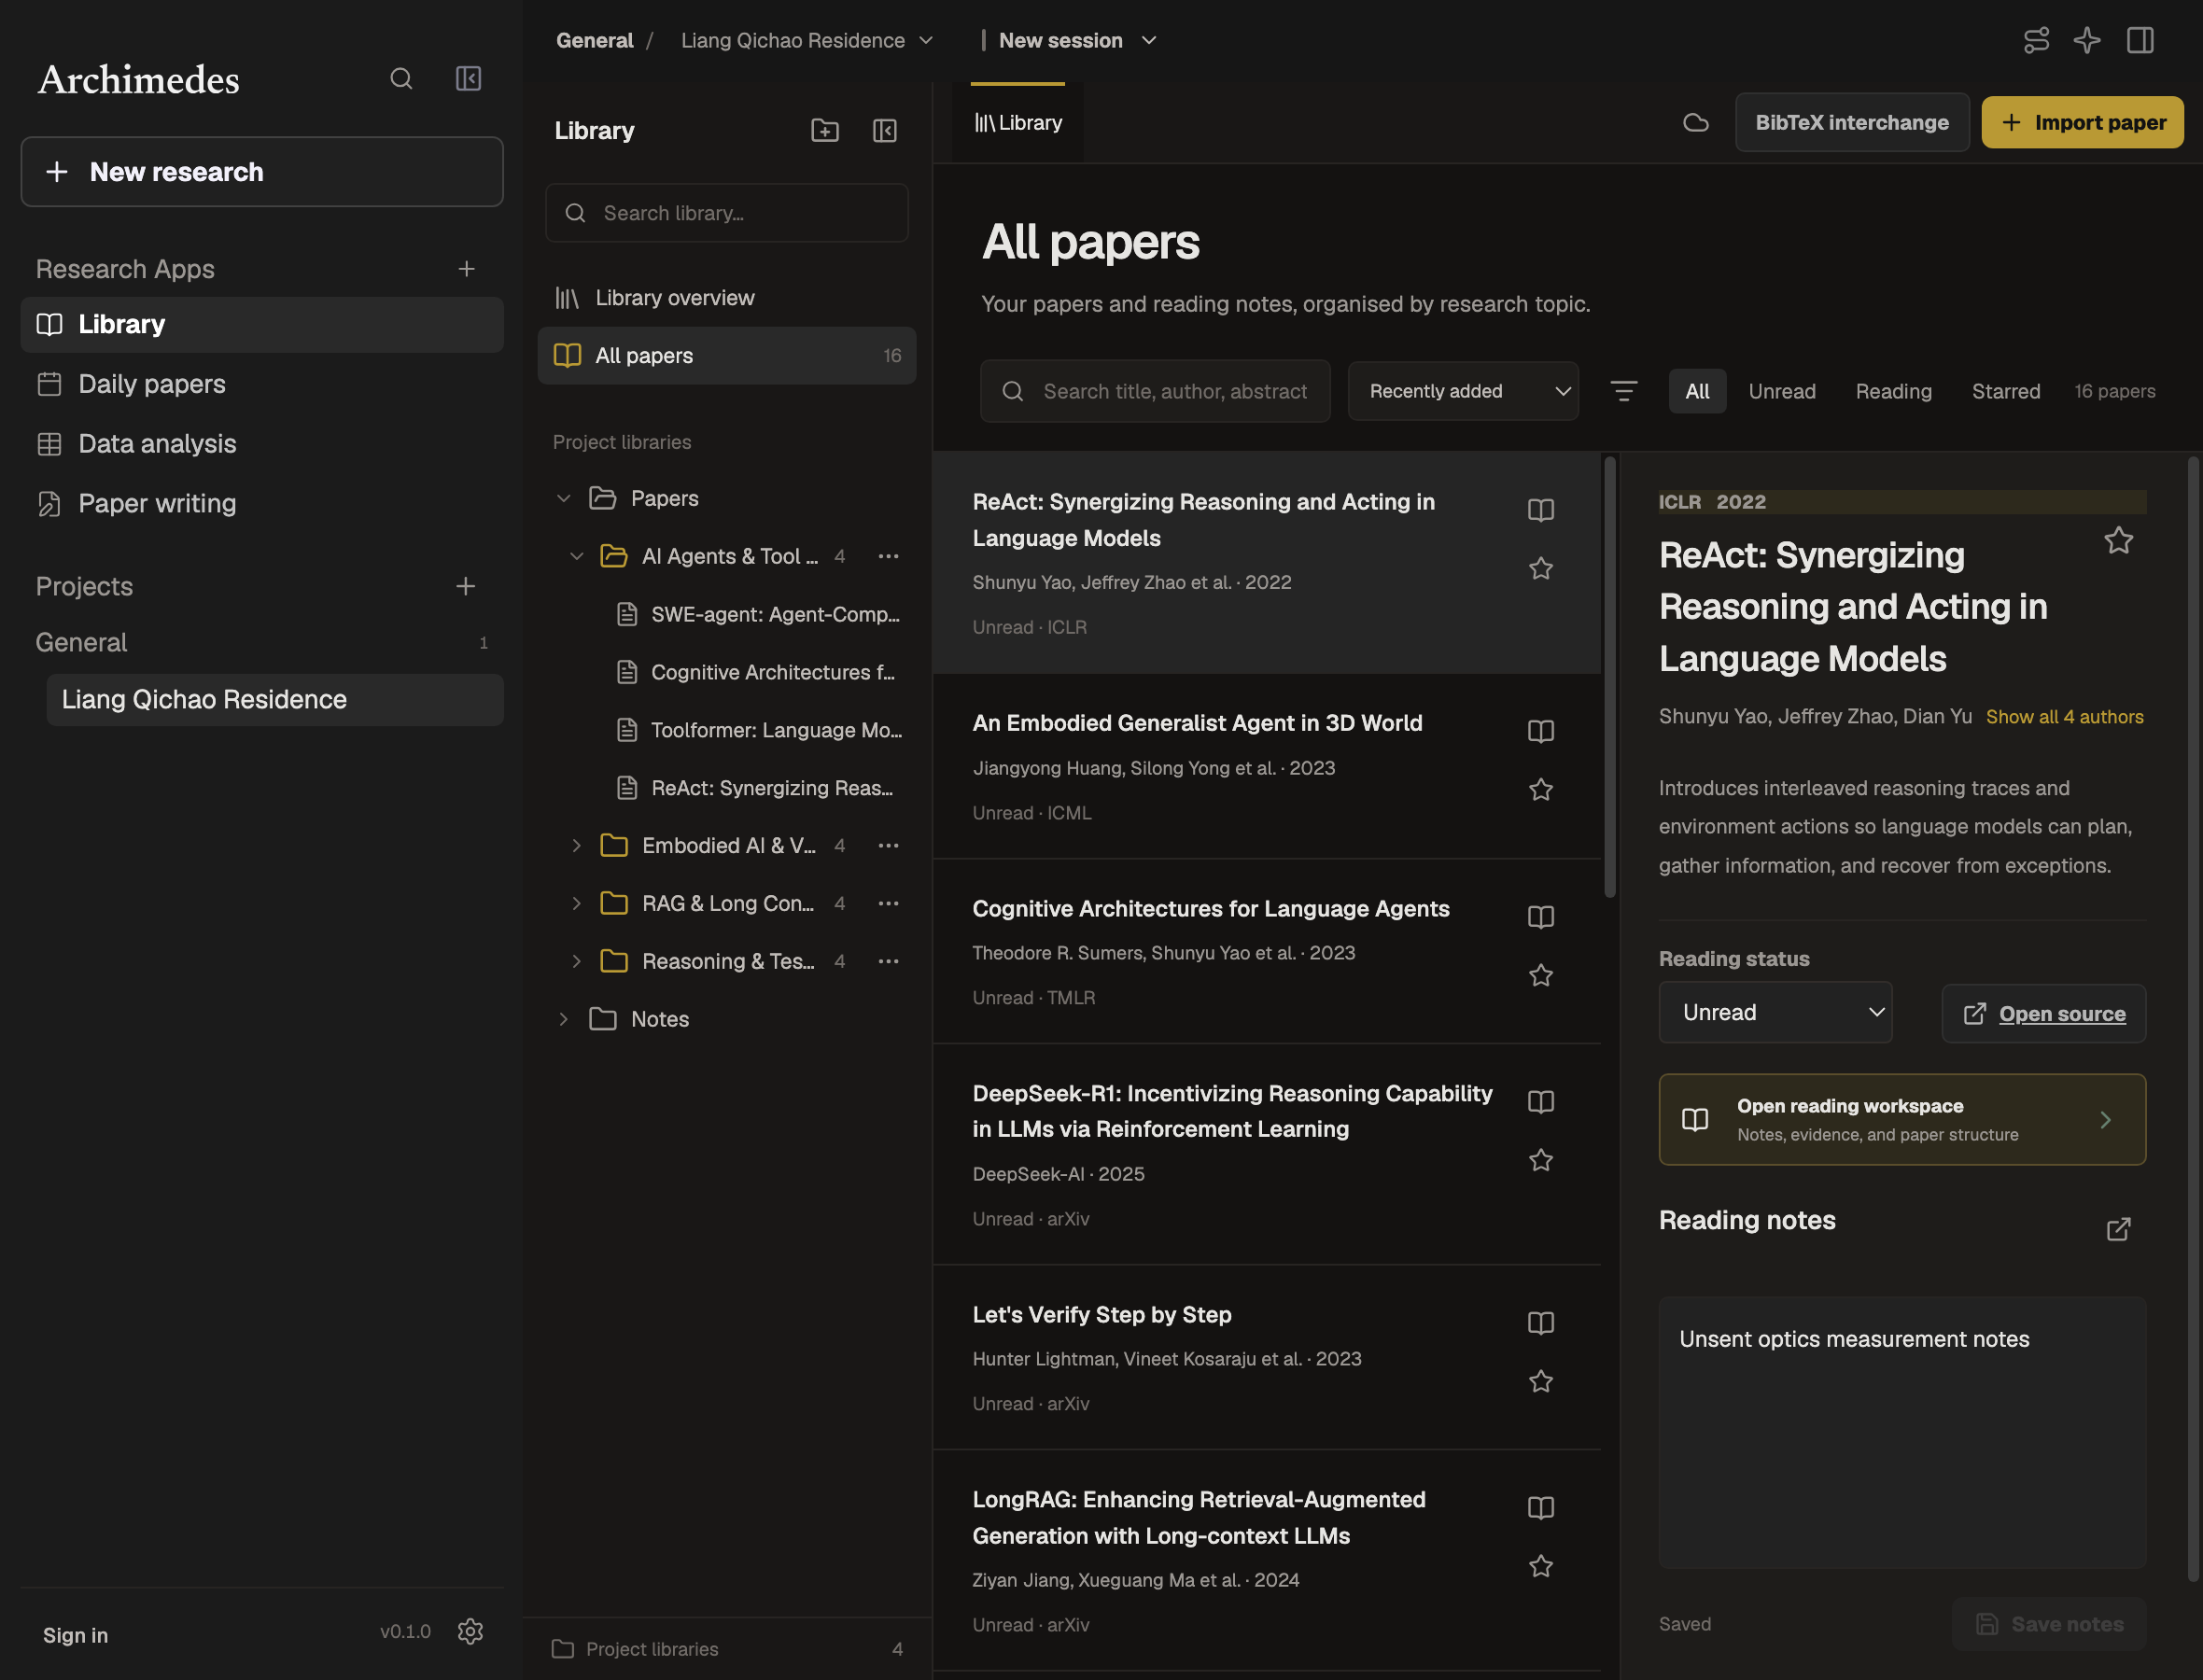 Archimedes
New research
Research Apps
Library
Daily papers
Data analysis
Paper writing
Projects
General 1
Liang Qichao Residence
Sign in v0.1.0
General / Liang Qichao Residence
New session
Library
Search library...
Library overview
All papers 16
Project libraries
Papers
AI Agents & Tool ... 4
SWE-agent: Agent-Comp...
Cognitive Architectures f...
Toolformer: Language Mo...
ReAct: Synergizing Reas...
Embodied AI & V... 4
RAG & Long Con... 4
Reasoning & Tes... 4
Notes
Project libraries 4
Library
BibTeX interchange
Import paper
All papers
Your papers and reading notes, organised by research topic.
Search title, author, abstract
Recently added
All Unread Reading Starred 16 papers
ReAct: Synergizing Reasoning and Acting in
Language Models
Shunyu Yao, Jeffrey Zhao et al. · 2022
Unread · ICLR
An Embodied Generalist Agent in 3D World
Jiangyong Huang, Silong Yong et al. · 2023
Unread · ICML
Cognitive Architectures for Language Agents
Theodore R. Sumers, Shunyu Yao et al. · 2023
Unread · TMLR
DeepSeek-R1: Incentivizing Reasoning Capability
in LLMs via Reinforcement Learning
DeepSeek-AI · 2025
Unread · arXiv
Let's Verify Step by Step
Hunter Lightman, Vineet Kosaraju et al. · 2023
Unread · arXiv
LongRAG: Enhancing Retrieval-Augmented
Generation with Long-context LLMs
Ziyan Jiang, Xueguang Ma et al. · 2024
Unread · arXiv
ICLR 2022
ReAct: Synergizing
Reasoning and Acting in
Language Models
Shunyu Yao, Jeffrey Zhao, Dian Yu Show all 4 authors
Introduces interleaved reasoning traces and
environment actions so language models can plan,
gather information, and recover from exceptions.
Reading status
Unread
Open source
Open reading workspace
Notes, evidence, and paper structure
Reading notes
Unsent optics measurement notes
Saved
Save notes